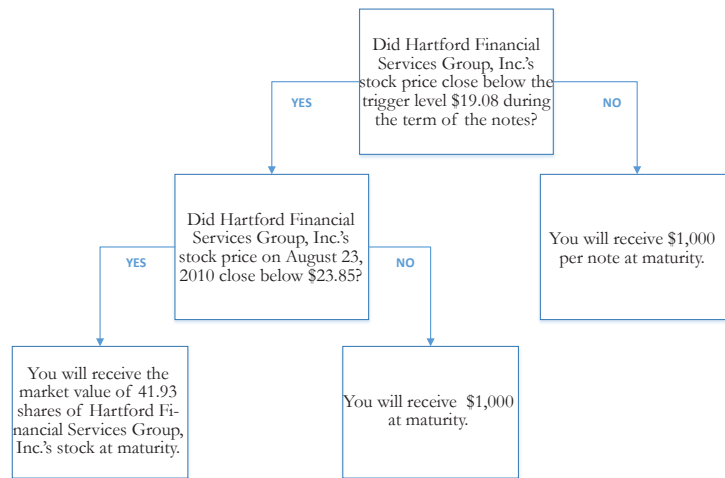 Did Hartford Financial
Services Group, Inc.'s
stock price close below the
trigger level $19.08 during
the term of the notes?
YES
NO
Did Hartford Financial
Services Group, Inc.'s
stock price on August 23,
2010 close below $23.85?
You will receive $1,000
per note at maturity.
YES
NO
You will receive the
market value of 41.93
shares of Hartford Fi-
nancial Services Group,
Inc.'s stock at maturity.
You will receive $1,000
at maturity.